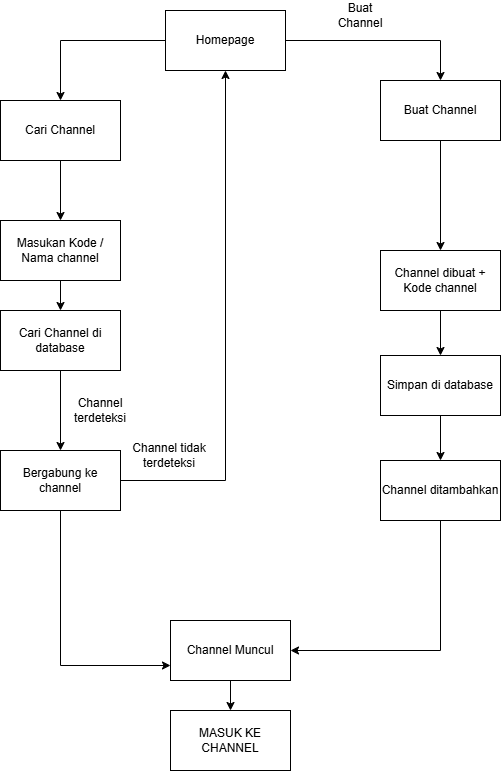 Buat
Channel
Homepage
Buat Channel
Cari Channel
Masukan Kode /
Nama channel
Channel dibuat +
Kode channel
Cari Channel di
database
Simpan di database
Channel
terdeteksi
Channel tidak
terdeteksi
Bergabung ke
channel
Channel ditambahkan
Channel Muncul
MASUK KE
CHANNEL